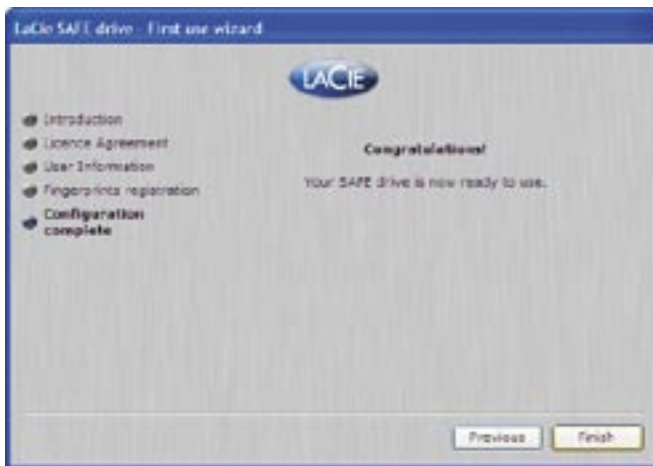 LaCie SAFE drive - First use wizard
LACIE
Introduction
Licence Agreement
User Information
Fingerprints registration
Configuration
complete
Congratulations!
Your SAFE drive is now ready to use.
Previous
Finish